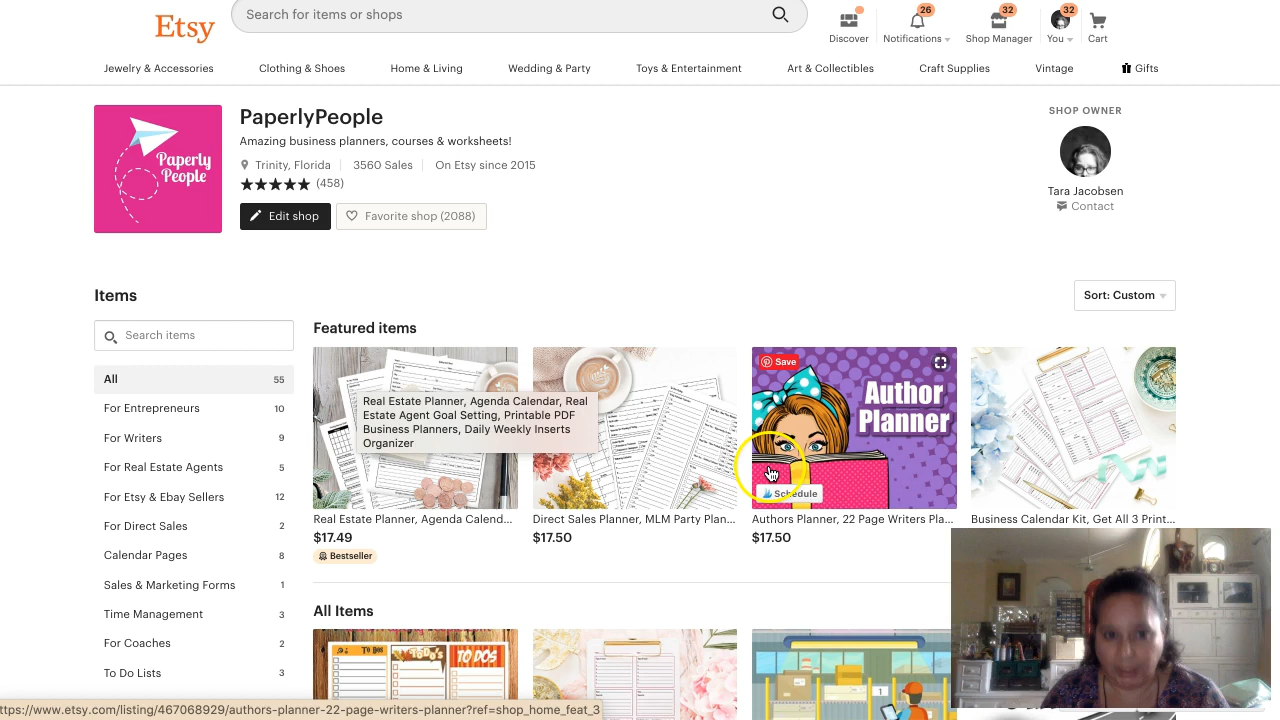 Etsy
Search for items or shops
26
32
32
Discover
Notifications
Shop Manager
You
Cart
Jewelry & Accessories
Clothing & Shoes
Home & Living
Wedding & Party
Toys & Entertainment
Art & Collectibles
Craft Supplies
Vintage
Gifts
Paperly
People
PaperlyPeople
Amazing business planners, courses & worksheets!
Trinity, Florida
3560 Sales
On Etsy since 2015
(458)
Edit shop
Favorite shop (2088)
SHOP OWNER
Tara Jacobsen
Contact
Items
Sort: Custom
Search items
All 55
For Entrepreneurs 10
For Writers 9
For Real Estate Agents 5
For Etsy & Ebay Sellers 12
For Direct Sales 2
Calendar Pages 8
Sales & Marketing Forms 1
Time Management 3
For Coaches 2
To Do Lists 3
Featured items
Real Estate Planner, Agenda Calendar, Real
Estate Agent Goal Setting, Printable PDF
Business Planners, Daily Weekly Inserts
Organizer
Save
Author
Planner
Schedule
Real Estate Planner, Agenda Calend...
$17.49
Bestseller
Direct Sales Planner, MLM Party Plan...
$17.50
Authors Planner, 22 Page Writers Pla...
$17.50
Business Calendar Kit, Get All 3 Print...
All Items
TO DO
TO DO'S
TO DOS
1
ttps://www.etsy.com/listing/467068929/authors-planner-22-page-writers-planner?ref=shop_home_feat_3